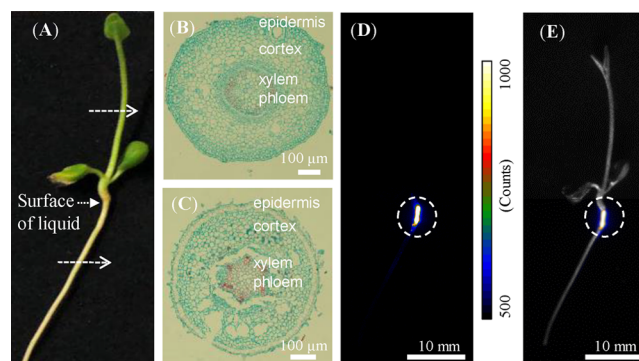 (A)
Surface
of liquid
(B)
epidermis
cortex
xylem
phloem
100 μm
(C)
epidermis
cortex
xylem
phloem
100 μm
(D)
10 mm
1000
(Counts)
500
(E)
10 mm